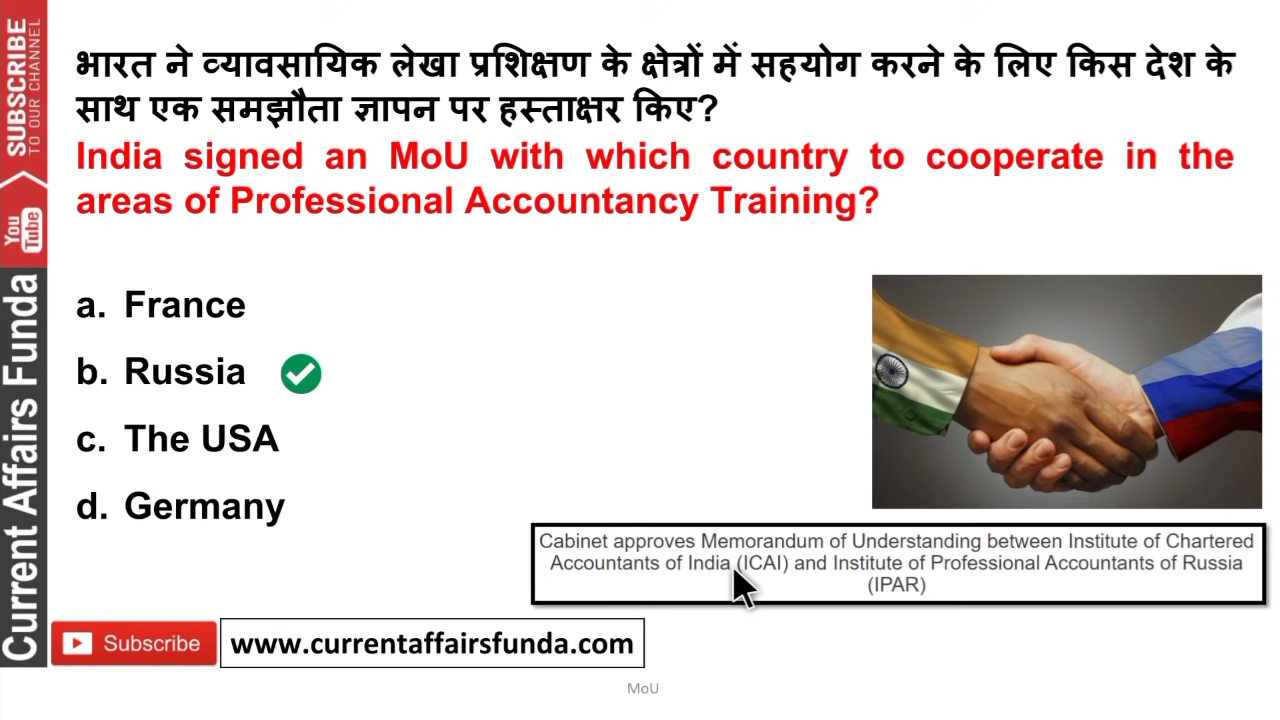 SUBSCRIBE
TO OUR CHANNEL
You
Tube
Current Affairs Funda
भारत ने व्यावसायिक लेखा प्रशिक्षण के क्षेत्रों में सहयोग करने के लिए किस देश के
साथ एक समझौता ज्ञापन पर हस्ताक्षर किए?
India signed an MoU with which country to cooperate in the
areas of Professional Accountancy Training?
a. France
b. Russia
c. The USA
d. Germany
Cabinet approves Memorandum of Understanding between Institute of Chartered
Accountants of India (ICAI) and Institute of Professional Accountants of Russia
(IPAR)
Subscribe
www.currentaffairsfunda.com
MoU